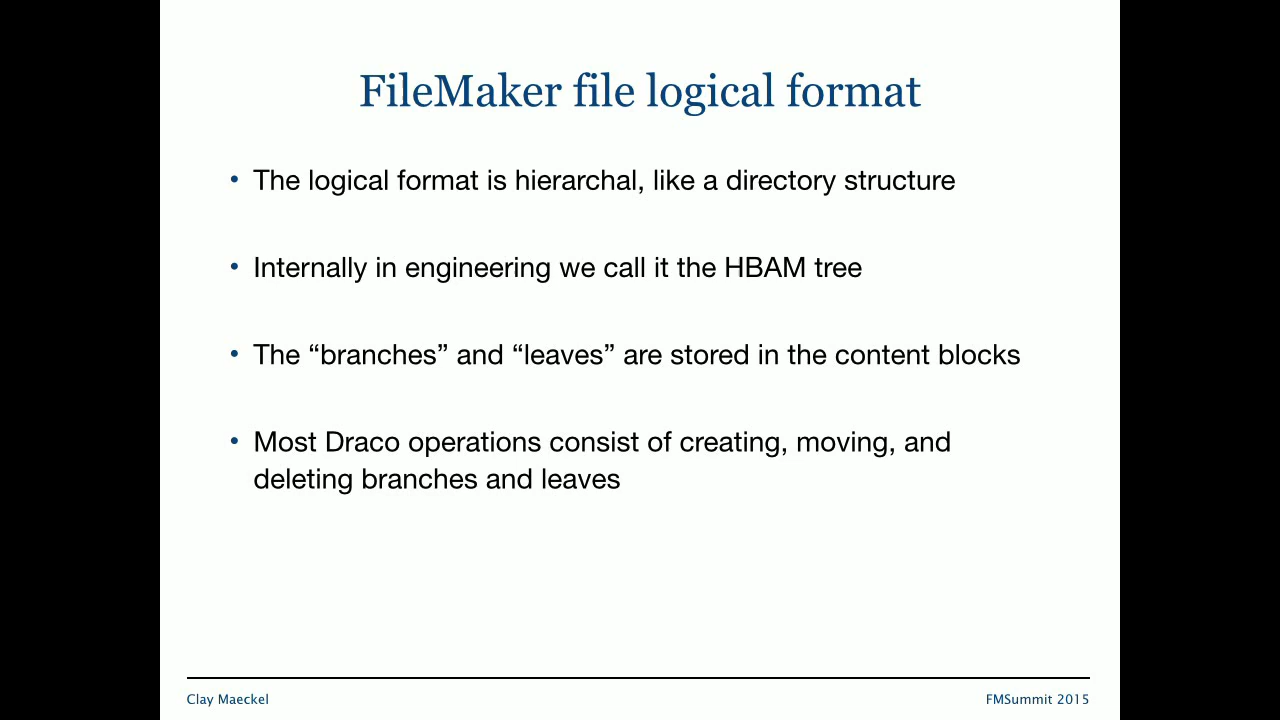 FileMaker file logical format
• The logical format is hierarchal, like a directory structure
• Internally in engineering we call it the HBAM tree
• The “branches” and “leaves” are stored in the content blocks
• Most Draco operations consist of creating, moving, and
deleting branches and leaves
Clay Maeckel
FMSummit 2015